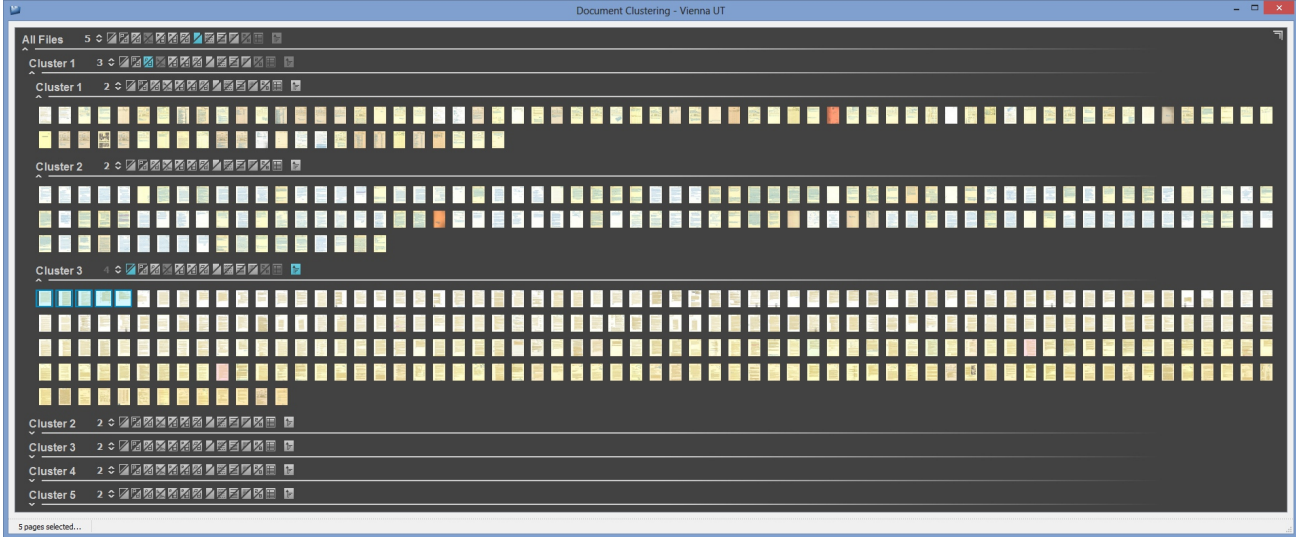 Document Clustering - Vienna UT
All Files 5
Cluster 1 3
Cluster 1 2
Cluster 2 2
Cluster 3 4
Cluster 2 2
Cluster 3 2
Cluster 4 2
Cluster 5 2
5 pages selected...